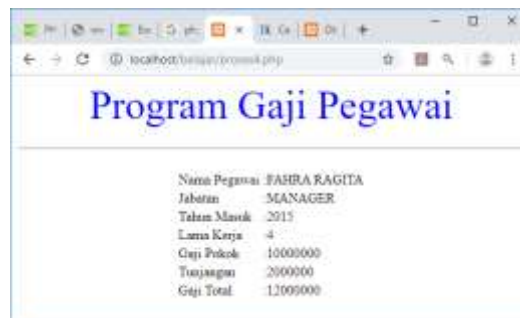 localhost/belajar/proses4.php
Program Gaji Pegawai
Nama Pegawai :FAHRA RAGITA
Jabatan :MANAGER
Tahun Masuk :2015
Lama Kerja :4
Gaji Pokok :10000000
Tunjangan :2000000
Gaji Total :12000000